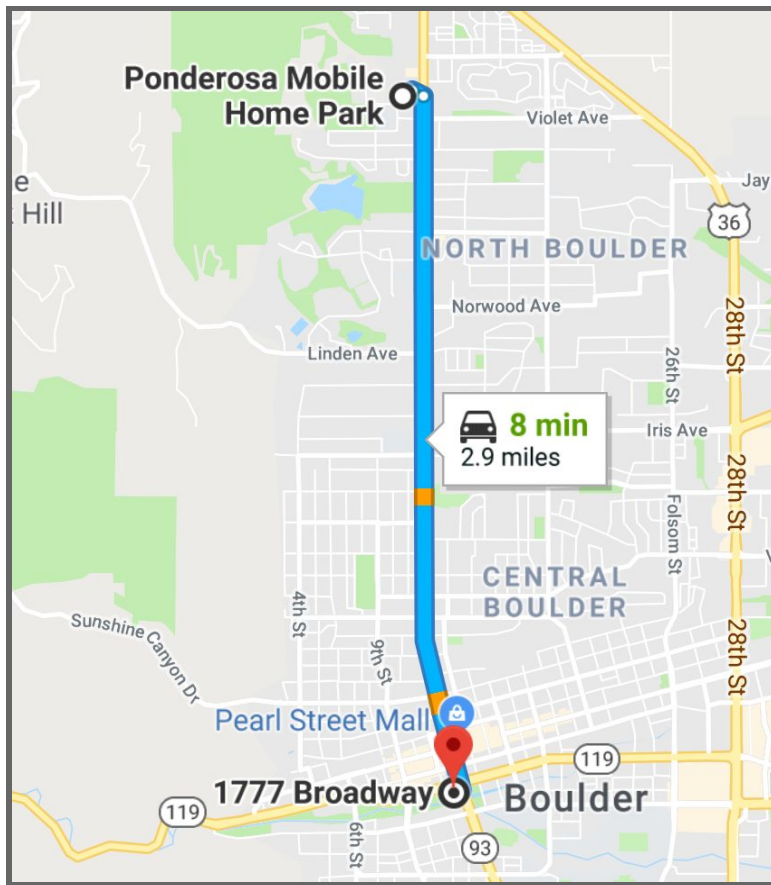 Ponderosa Mobile
Home Park
Violet Ave
Jay
36
Hill
NORTH BOULDER
Norwood Ave
28th St
Linden Ave
26th St
8 min
2.9 miles
Iris Ave
28th St
Folsom St
CENTRAL
BOULDER
4th St
Sunshine Canyon Dr
9th St
28th St
Pearl Street Mall
119
1777 Broadway
Boulder
119
6th St
93